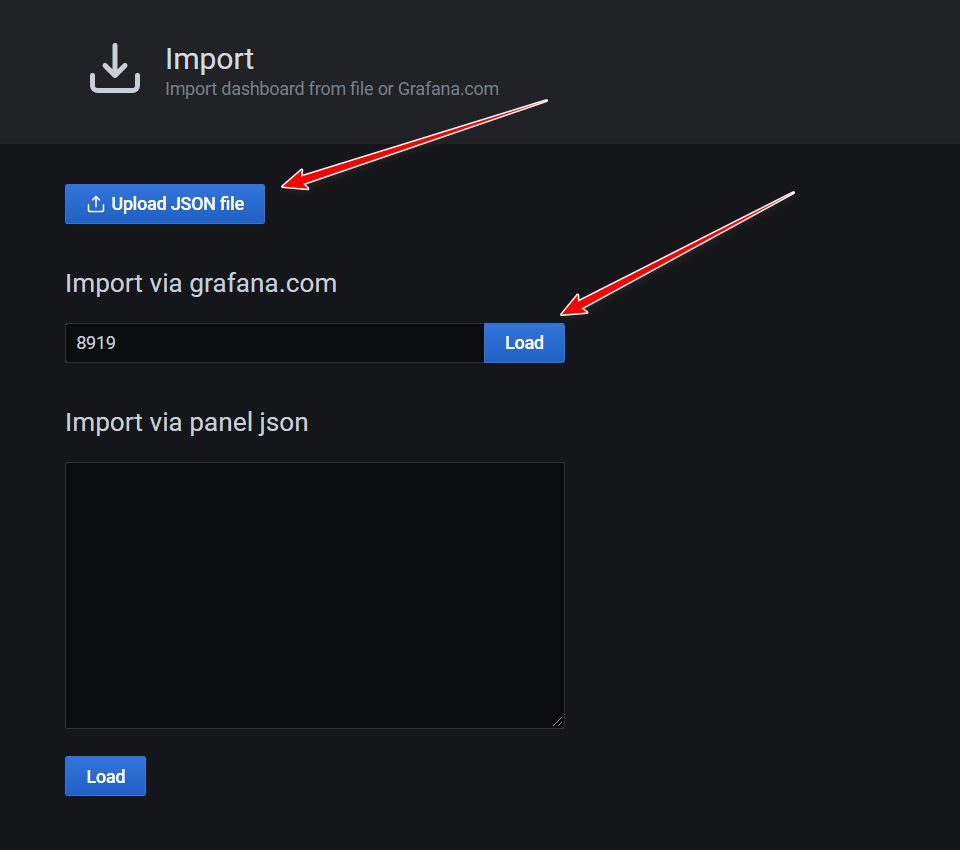 Import
Import dashboard from file or Grafana.com
Upload JSON file
Import via grafana.com
8919
Load
Import via panel json
Load